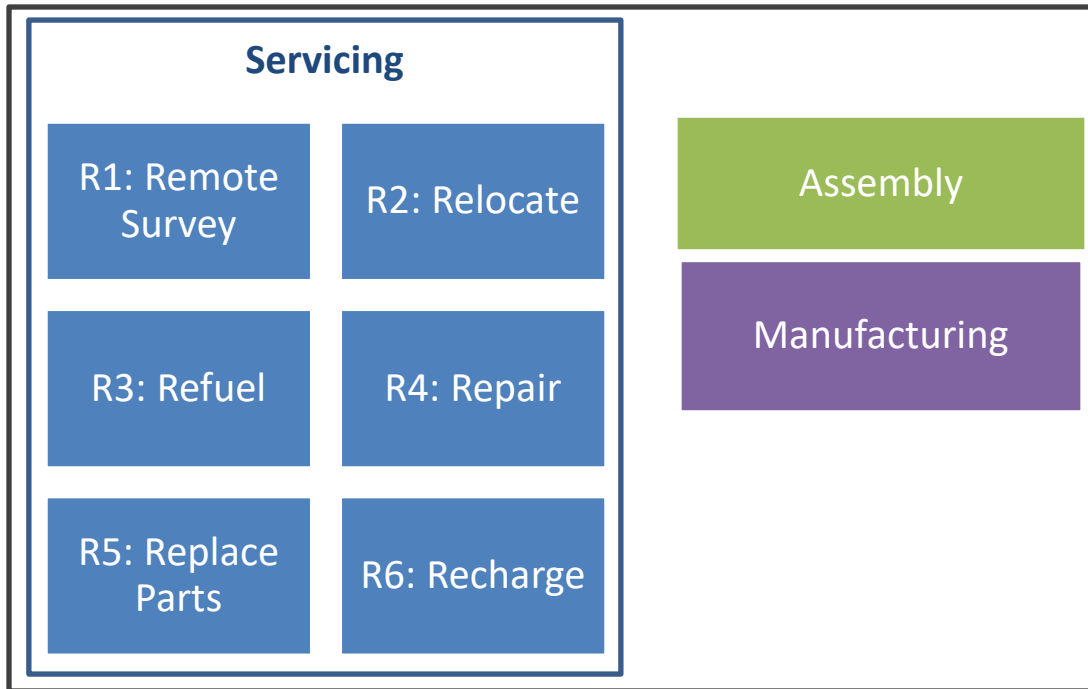 Servicing
R1: Remote
Survey
R2: Relocate
R3: Refuel
R4: Repair
R5: Replace
Parts
R6: Recharge
Assembly
Manufacturing